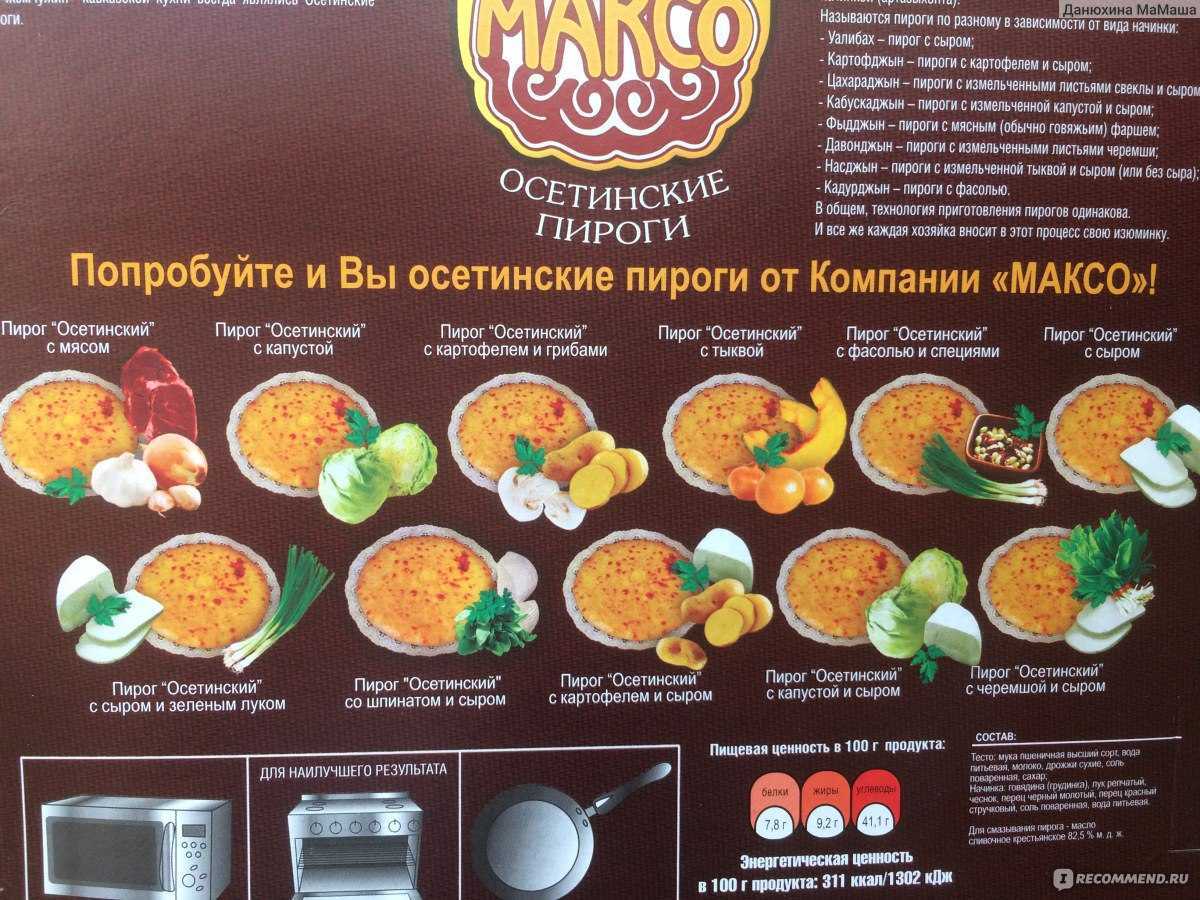 кавказской кухни всегда являлись Осетинские
МАКСО
ОСЕТИНСКИЕ
ПИРОГИ
Данюхина МаМаша
Называются пироги по разному в зависимости от вида начинки:
- Уалибах – пирог с сыром;
- Картофджын – пироги с картофелем и сыром;
- Цахараджын – пироги с измельченными листьями свеклы и сыром
- Кабускаджын – пироги с измельченной капустой и сыром;
- Фыдджын – пироги с мясным (обычно говяжьим) фаршем;
- Давонджын – пироги с измельченными листьями черемши;
- Насджын – пироги с измельченной тыквой и сыром (или без сыра);
- Кадурджын – пироги с фасолью.
В общем, технология приготовления пирогов одинакова.
И все же каждая хозяйка вносит в этот процесс свою изюминку.
Попробуйте и Вы осетинские пироги от Компании «МАКСО»!
Пирог "Осетинский"
с мясом
Пирог "Осетинский"
с капустой
Пирог "Осетинский"
с картофелем и грибами
Пирог "Осетинский"
с тыквой
Пирог "Осетинский"
с фасолью и специями
Пирог "Осетинский"
с сыром
Пирог "Осетинский"
с сыром и зеленым луком
Пирог "Осетинский"
со шпинатом и сыром
Пирог "Осетинский"
с картофелем и сыром
Пирог "Осетинский"
с капустой и сыром
Пирог "Осетинский"
с черемшой и сыром
ДЛЯ НАИЛУЧШЕГО РЕЗУЛЬТАТА
Пищевая ценность в 100 г продукта:
белки жиры углеводы
7,8 г 9,2 г 41,1 г
Энергетическая ценность
в 100 г продукта: 311 ккал/1302 кДж
СОСТАВ:
Тесто: мука пшеничная высший сорт, вода
питьевая, молоко, дрожжи сухие, соль
поваренная, сахар;
Начинка: говядина (грудинка), лук репчатый,
чеснок, перец черный молотый, перец красный
стручковый, соль поваренная, вода питьевая.
Для смазывания пирога - масло
сливочное крестьянское 82,5 % м. д. ж.
IRECOMMEND.RU